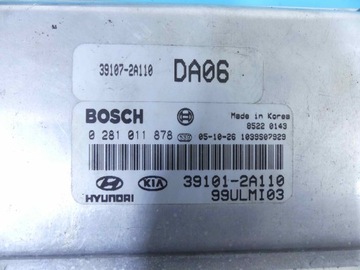 39107-2A110 DA06
BOSCH Made in Korea
8522 0143
0 281 011 878 05-10-26 1039S07929
HYUNDAI KIA 39101-2A110
99ULMI03